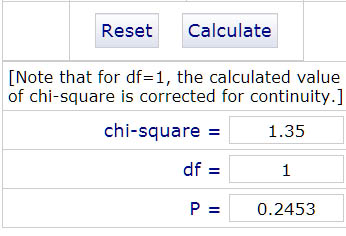 Reset Calculate
[Note that for df=1, the calculated value
of chi-square is corrected for continuity.]
chi-square = 1.35
df = 1
P = 0.2453